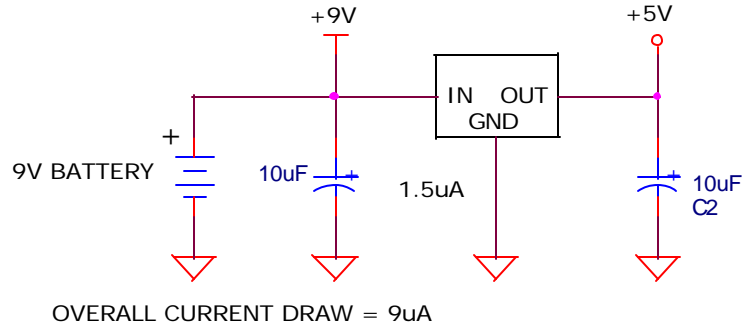 +9V
+5V
IN OUT
GND
+
9V BATTERY
10uF
+
1.5uA
+
10uF
C2
OVERALL CURRENT DRAW = 9uA